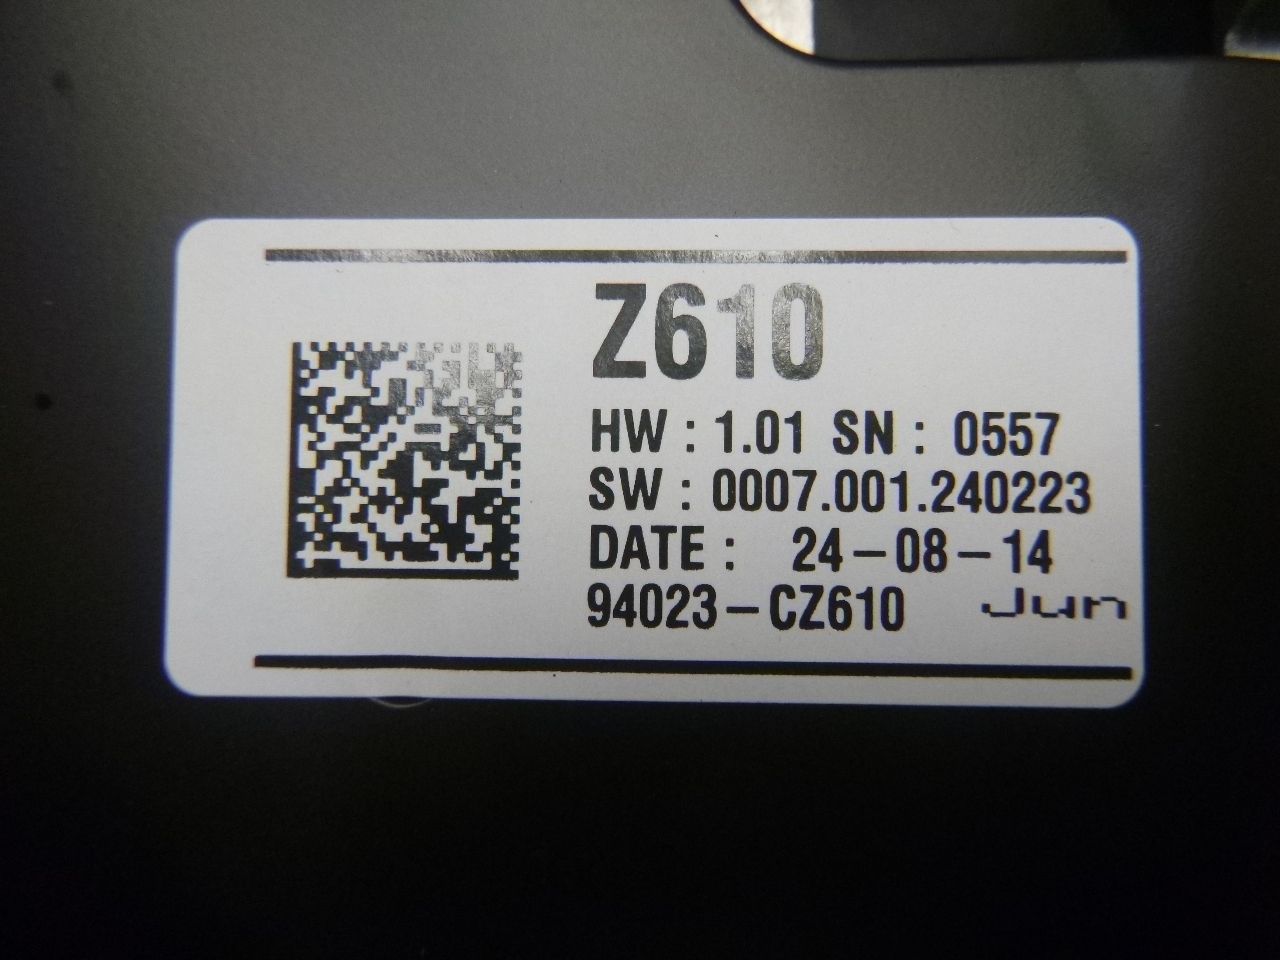 Z610
HW : 1.01 SN : 0557
SW : 0007.001.240223
DATE : 24-08-14
94023-CZ610 Jun